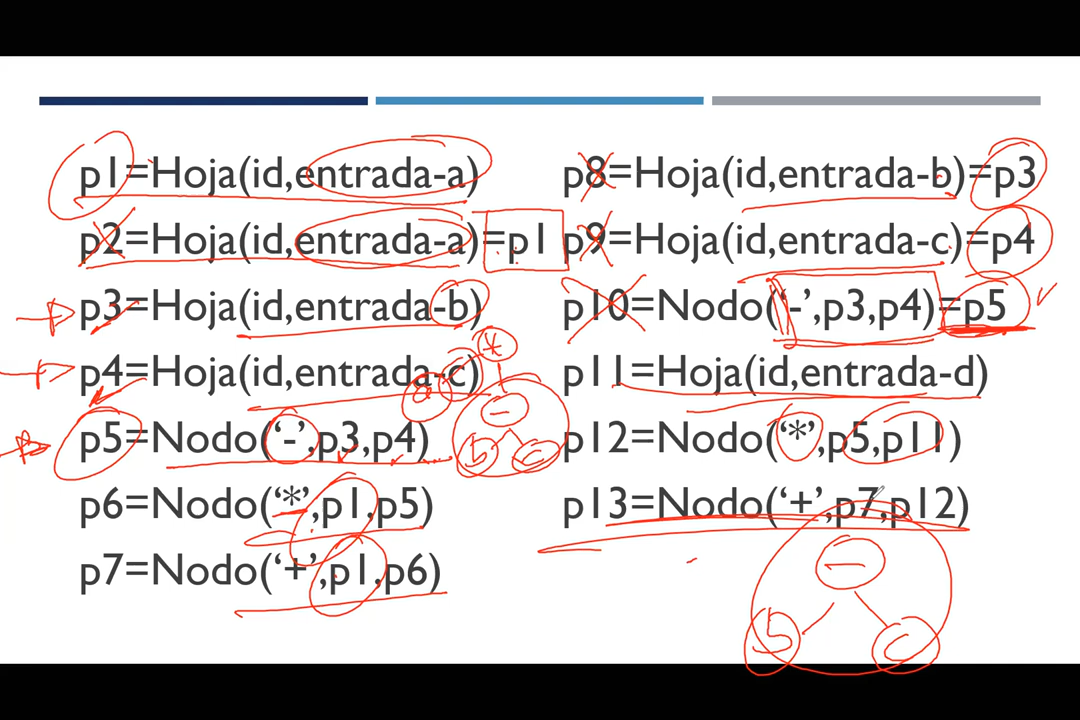 p1=Hoja(id,entrada-a)
p2=Hoja(id,entrada-a)=p1
p3=Hoja(id,entrada-b)
p4=Hoja(id,entrada-c)
p5=Nodo(‘-’,p3,p4)
p6=Nodo(‘*’,p1,p5)
p7=Nodo(‘+’,p1,p6)
*
a
-
b c
p8=Hoja(id,entrada-b)=p3
p9=Hoja(id,entrada-c)=p4
p10=Nodo(‘-’,p3,p4)=p5
p11=Hoja(id,entrada-d)
p12=Nodo(‘*’,p5,p11)
p13=Nodo(‘+’,p7,p12)
-
b c